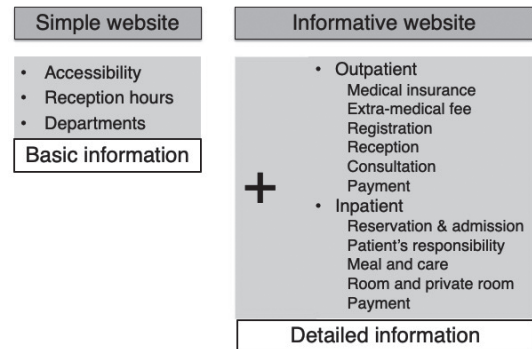 Simple website
• Accessibility
• Reception hours
• Departments
Basic information
Informative website
+
• Outpatient
Medical insurance
Extra-medical fee
Registration
Reception
Consultation
Payment
• Inpatient
Reservation & admission
Patient's responsibility
Meal and care
Room and private room
Payment
Detailed information